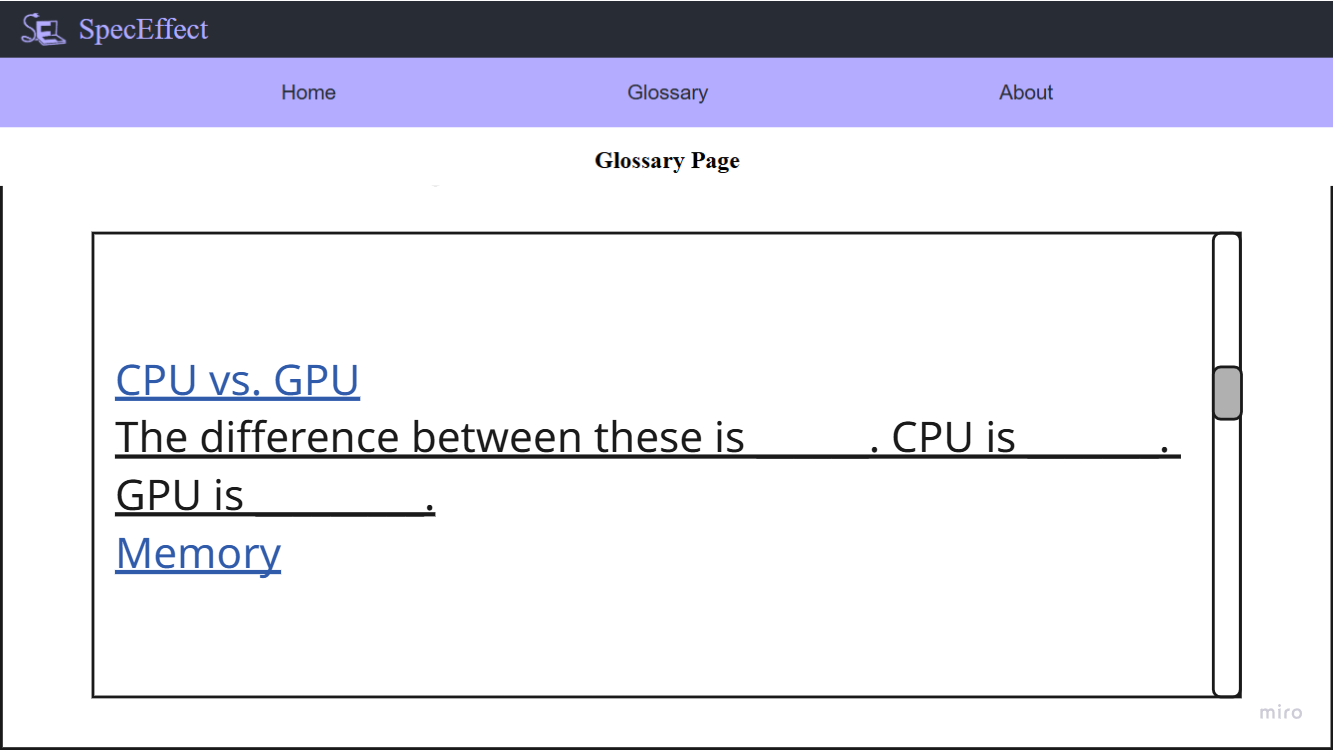 SEL SpecEffect
Home Glossary About
Glossary Page
CPU vs. GPU
The difference between these is ______. CPU is _______.
GPU is _________.
Memory
miro